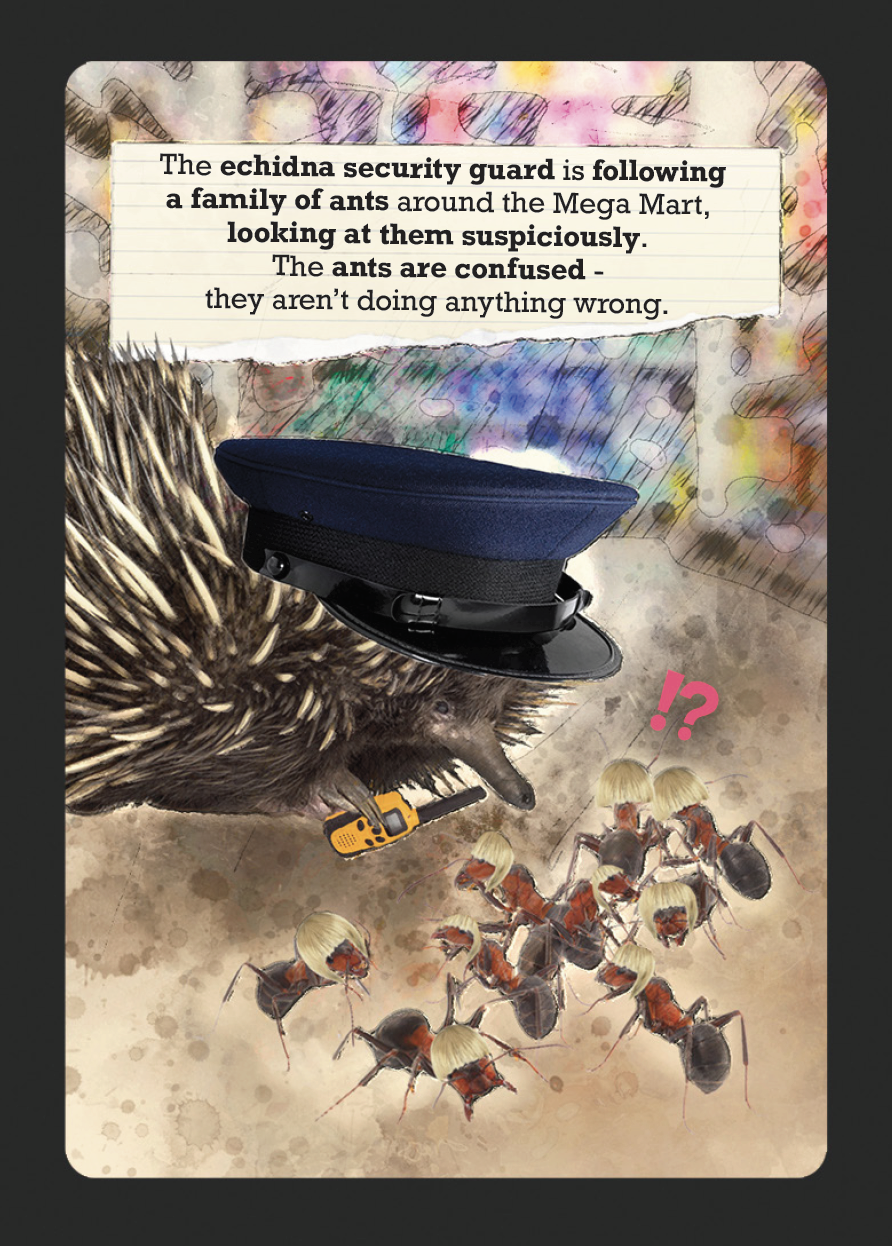 The echidna security guard is following
a family of ants around the Mega Mart,
looking at them suspiciously.
The ants are confused -
they aren't doing anything wrong.
!?